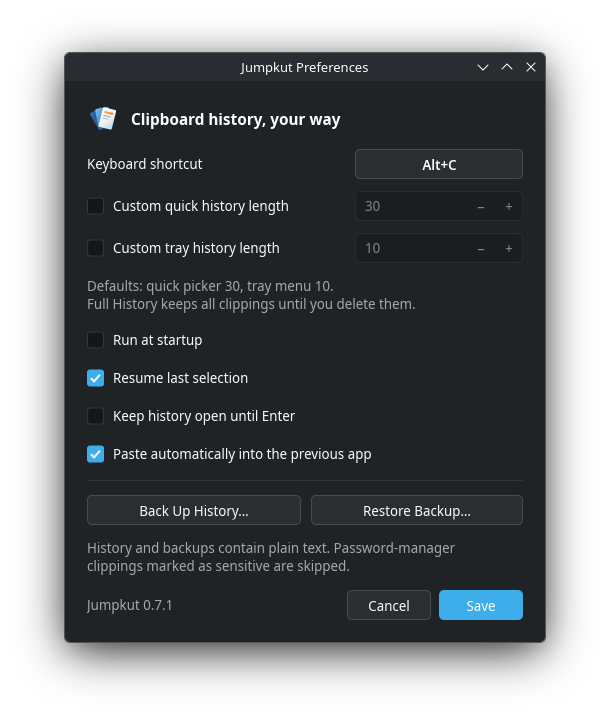 Jumpkut Preferences
Clipboard history, your way
Keyboard shortcut
Alt+C
Custom quick history length
30
− +
Custom tray history length
10
− +
Defaults: quick picker 30, tray menu 10.
Full History keeps all clippings until you delete them.
Run at startup
Resume last selection
Keep history open until Enter
Paste automatically into the previous app
Back Up History...
Restore Backup...
History and backups contain plain text. Password-manager
clippings marked as sensitive are skipped.
Jumpkut 0.7.1
Cancel
Save